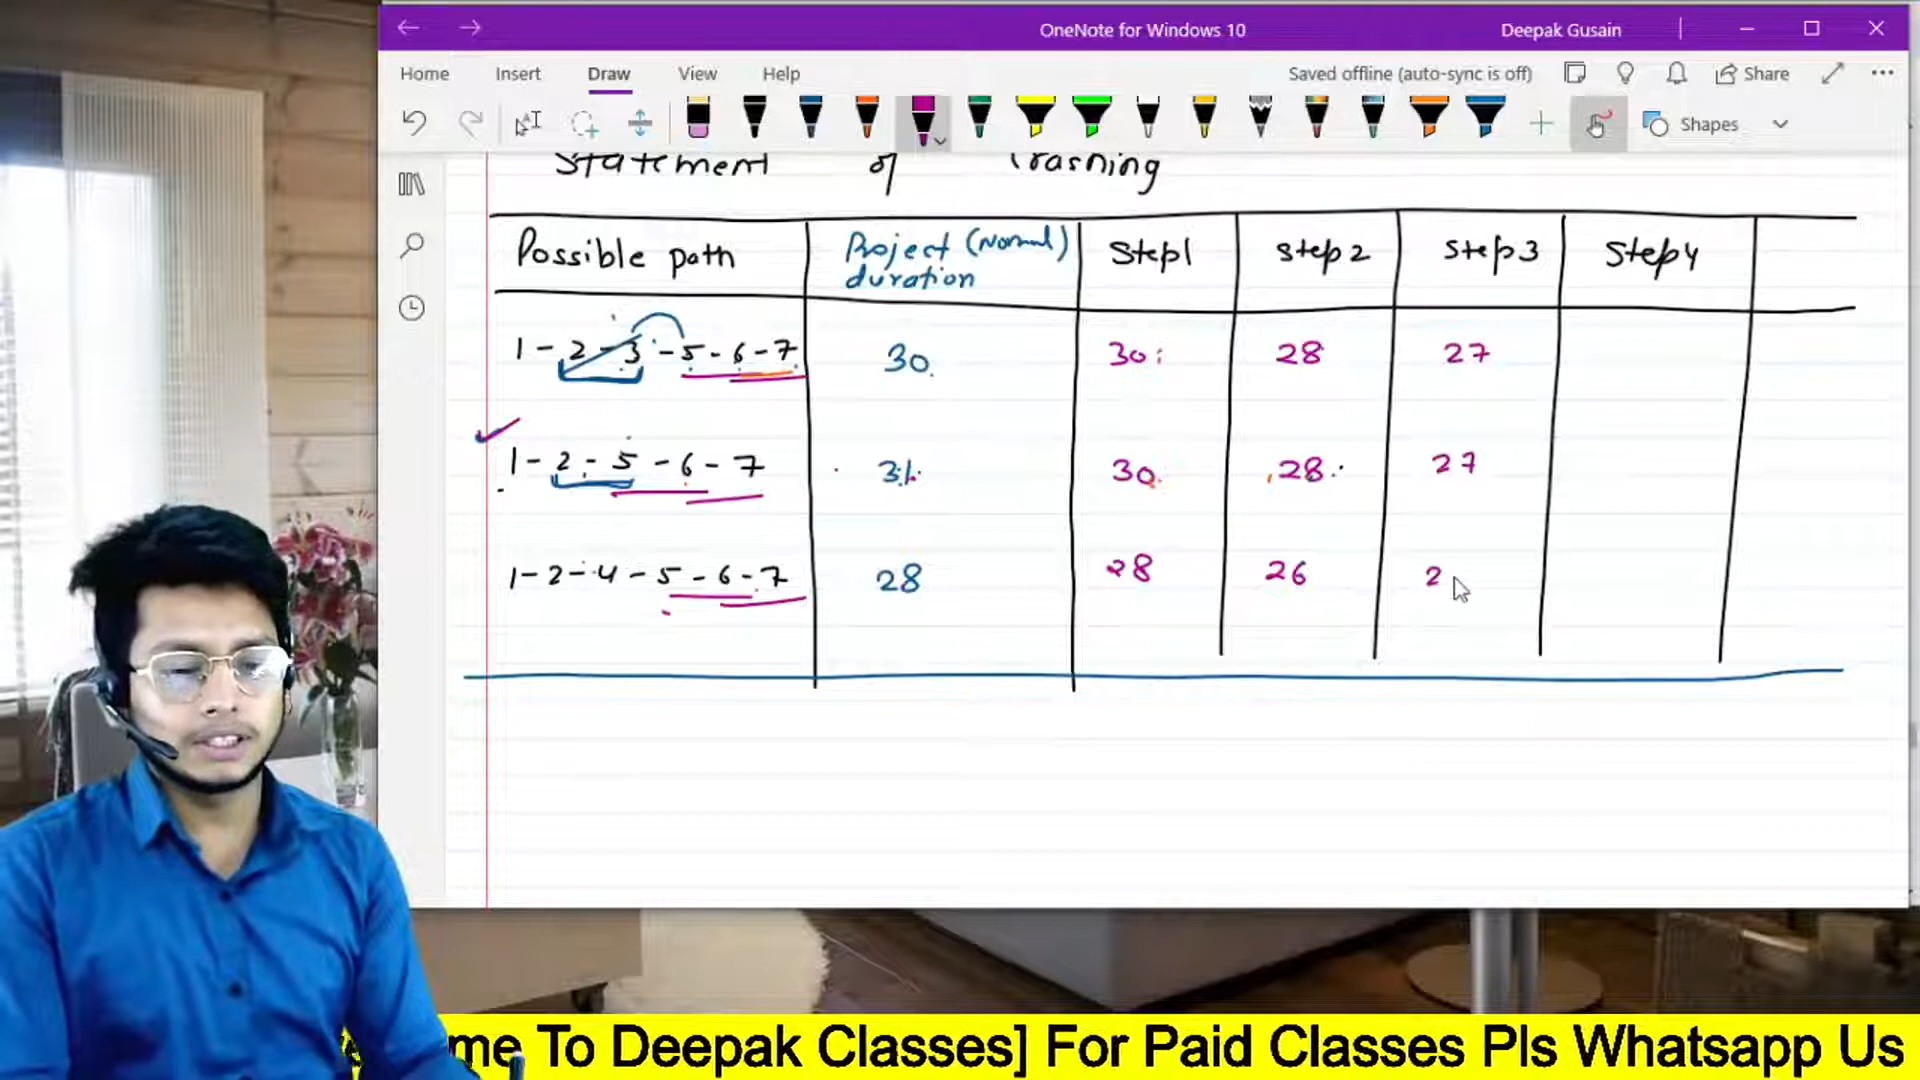 OneNote for Windows 10
Deepak Gusain
Home Insert Draw View Help
Saved offline (auto-sync is off)
Share
Shapes
Statement of Crashing
Possible path
Project (Normal) duration
Step1
Step2
Step3
Step4
1-2-3-5-6-7 30 30 28 27
1-2-5-6-7 31 30 28 27
1-2-4-5-6-7 28 28 26 2
me To Deepak Classes] For Paid Classes Pls Whatsapp Us